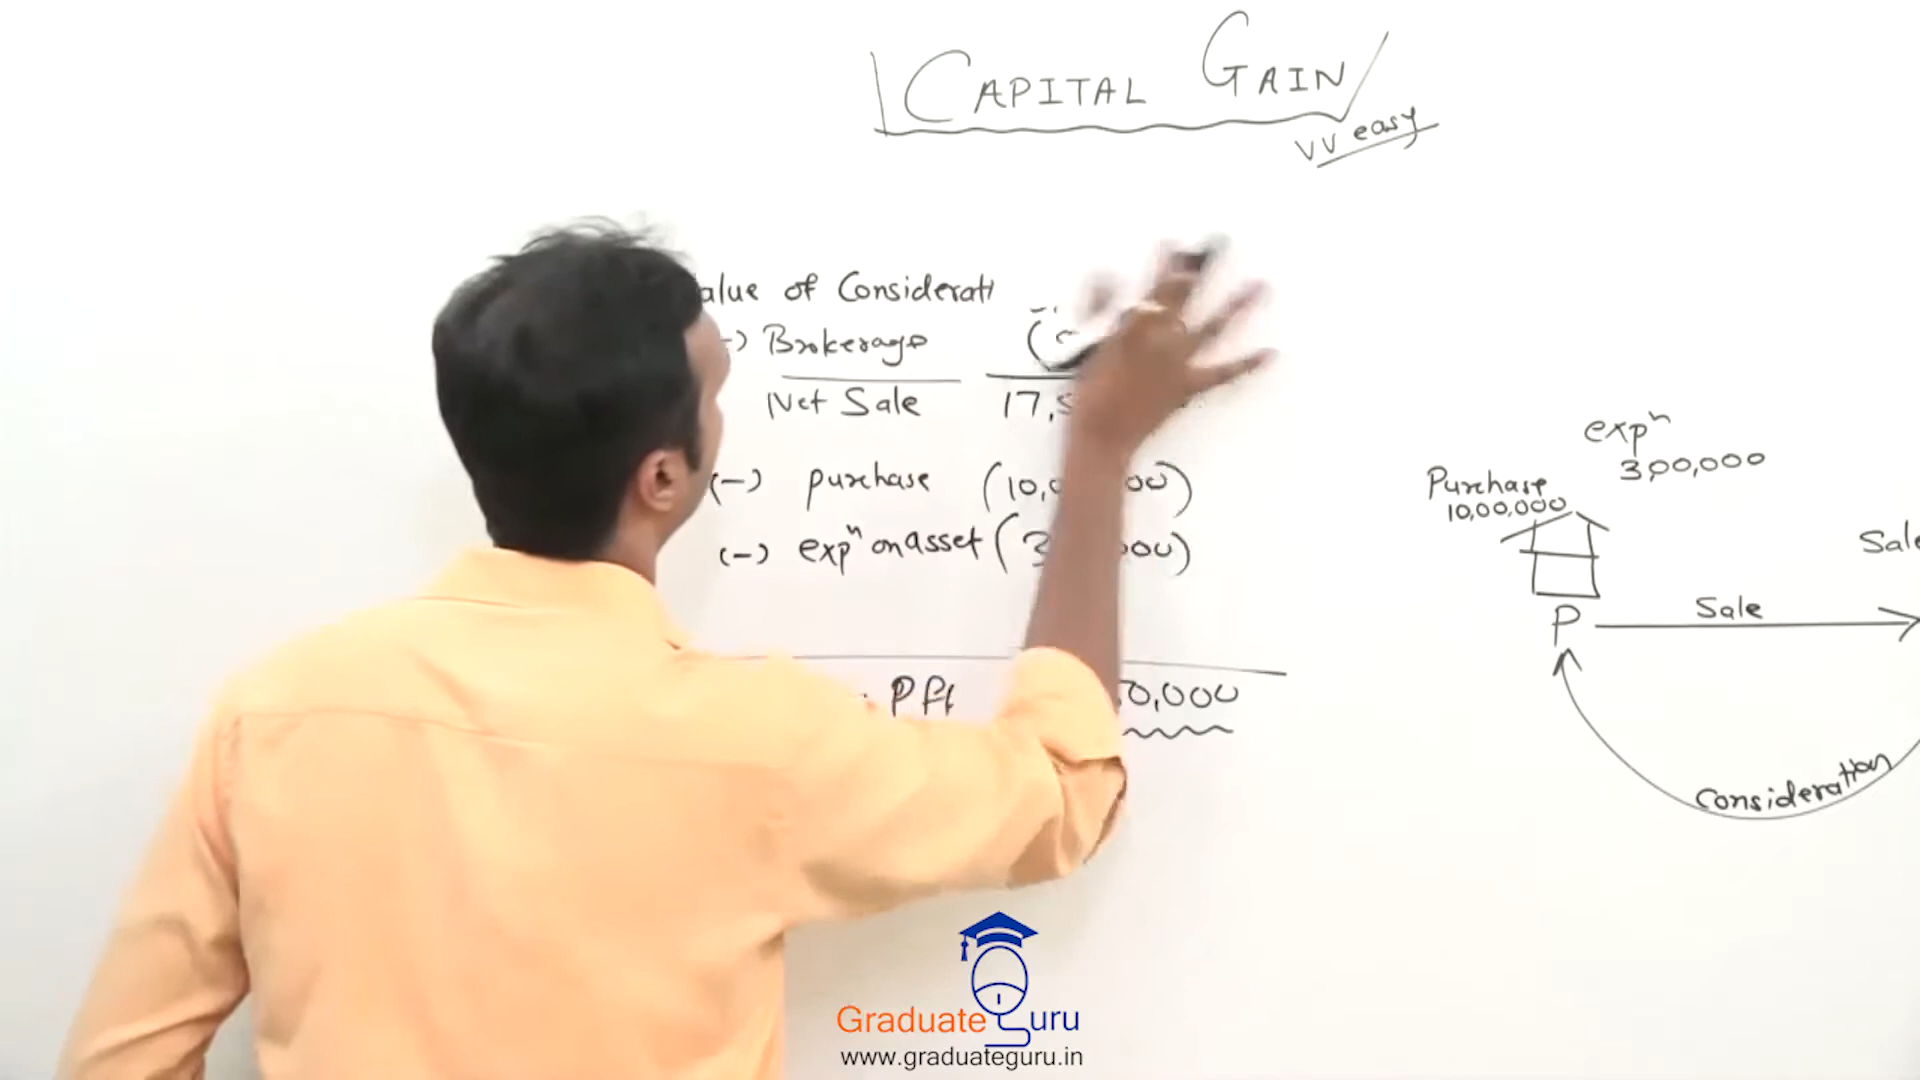 CAPITAL GAIN
VV easy
alue of Considerati
(-) Brokerage
Net Sale 17,5
(-) purchase (10,0 00)
(-) expⁿ on asset (3 00)
Pft 0,000
expⁿ
3,00,000
Purchase
10,00,000
Sale
P Sale
Consideration
Graduate Guru
www.graduateguru.in